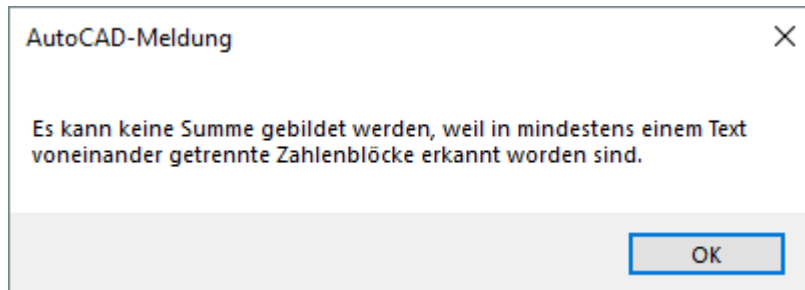 AutoCAD-Meldung
Es kann keine Summe gebildet werden, weil in mindestens einem Text
voneinander getrennte Zahlenblöcke erkannt worden sind.
OK